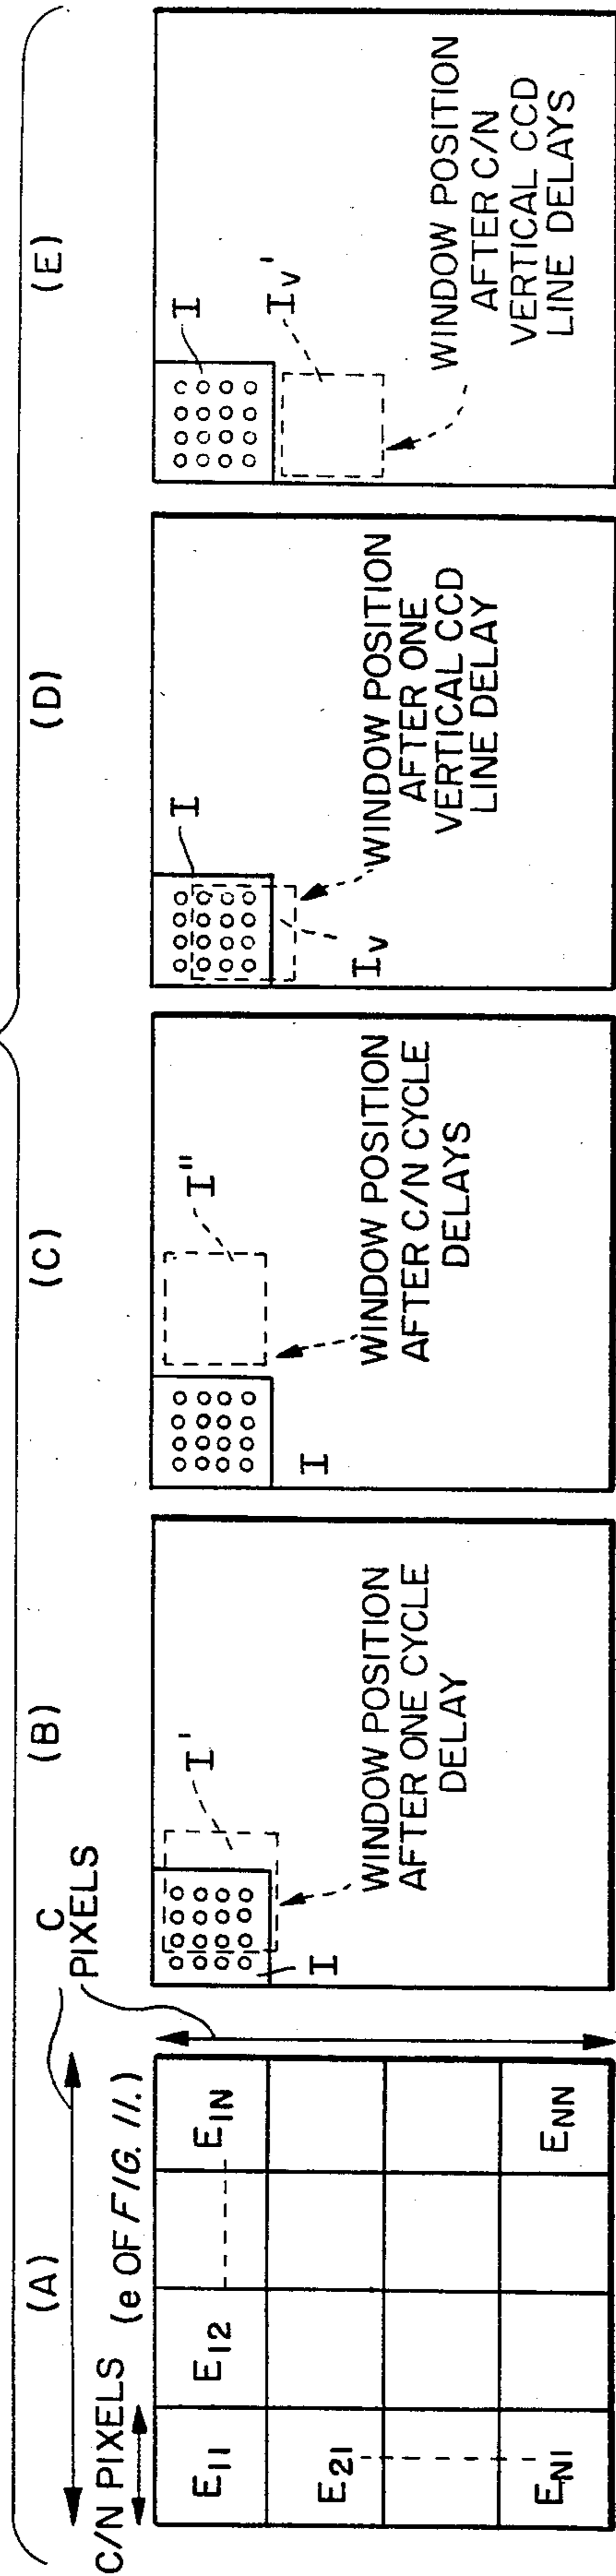 (A)
C
PIXELS
C/N PIXELS (e OF FIG. 11.)
E11 E12 E1N
E21
EN1 ENN
(B)
I'
I
WINDOW POSITION
AFTER ONE CYCLE
DELAY
(C)
I"
I
WINDOW POSITION
AFTER C/N CYCLE
DELAYS
(D)
I
IV
WINDOW POSITION
AFTER ONE
VERTICAL CCD
LINE DELAY
(E)
I
IV'
WINDOW POSITION
AFTER C/N
VERTICAL CCD
LINE DELAYS